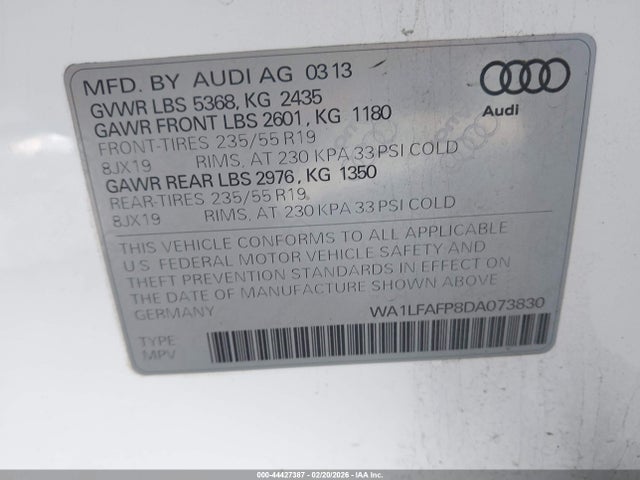 MFD. BY AUDI AG 0313
GVWR LBS 5368, KG 2435
GAWR FRONT LBS 2601, KG 1180
FRONT-TIRES 235/55 R19
8JX19 RIMS, AT 230 KPA 33 PSI COLD
GAWR REAR LBS 2976, KG 1350
REAR-TIRES 235/55 R19
8JX19 RIMS, AT 230 KPA 33 PSI COLD
Audi
THIS VEHICLE CONFORMS TO ALL APPLICABLE
U.S. FEDERAL MOTOR VEHICLE SAFETY AND
THEFT PREVENTION STANDARDS IN EFFECT ON
THE DATE OF MANUFACTURE SHOWN ABOVE
GERMANY WA1LFAFP8DA073830
TYPE
MPV
000-44427387 - 02/20/2026 - IAA Inc.